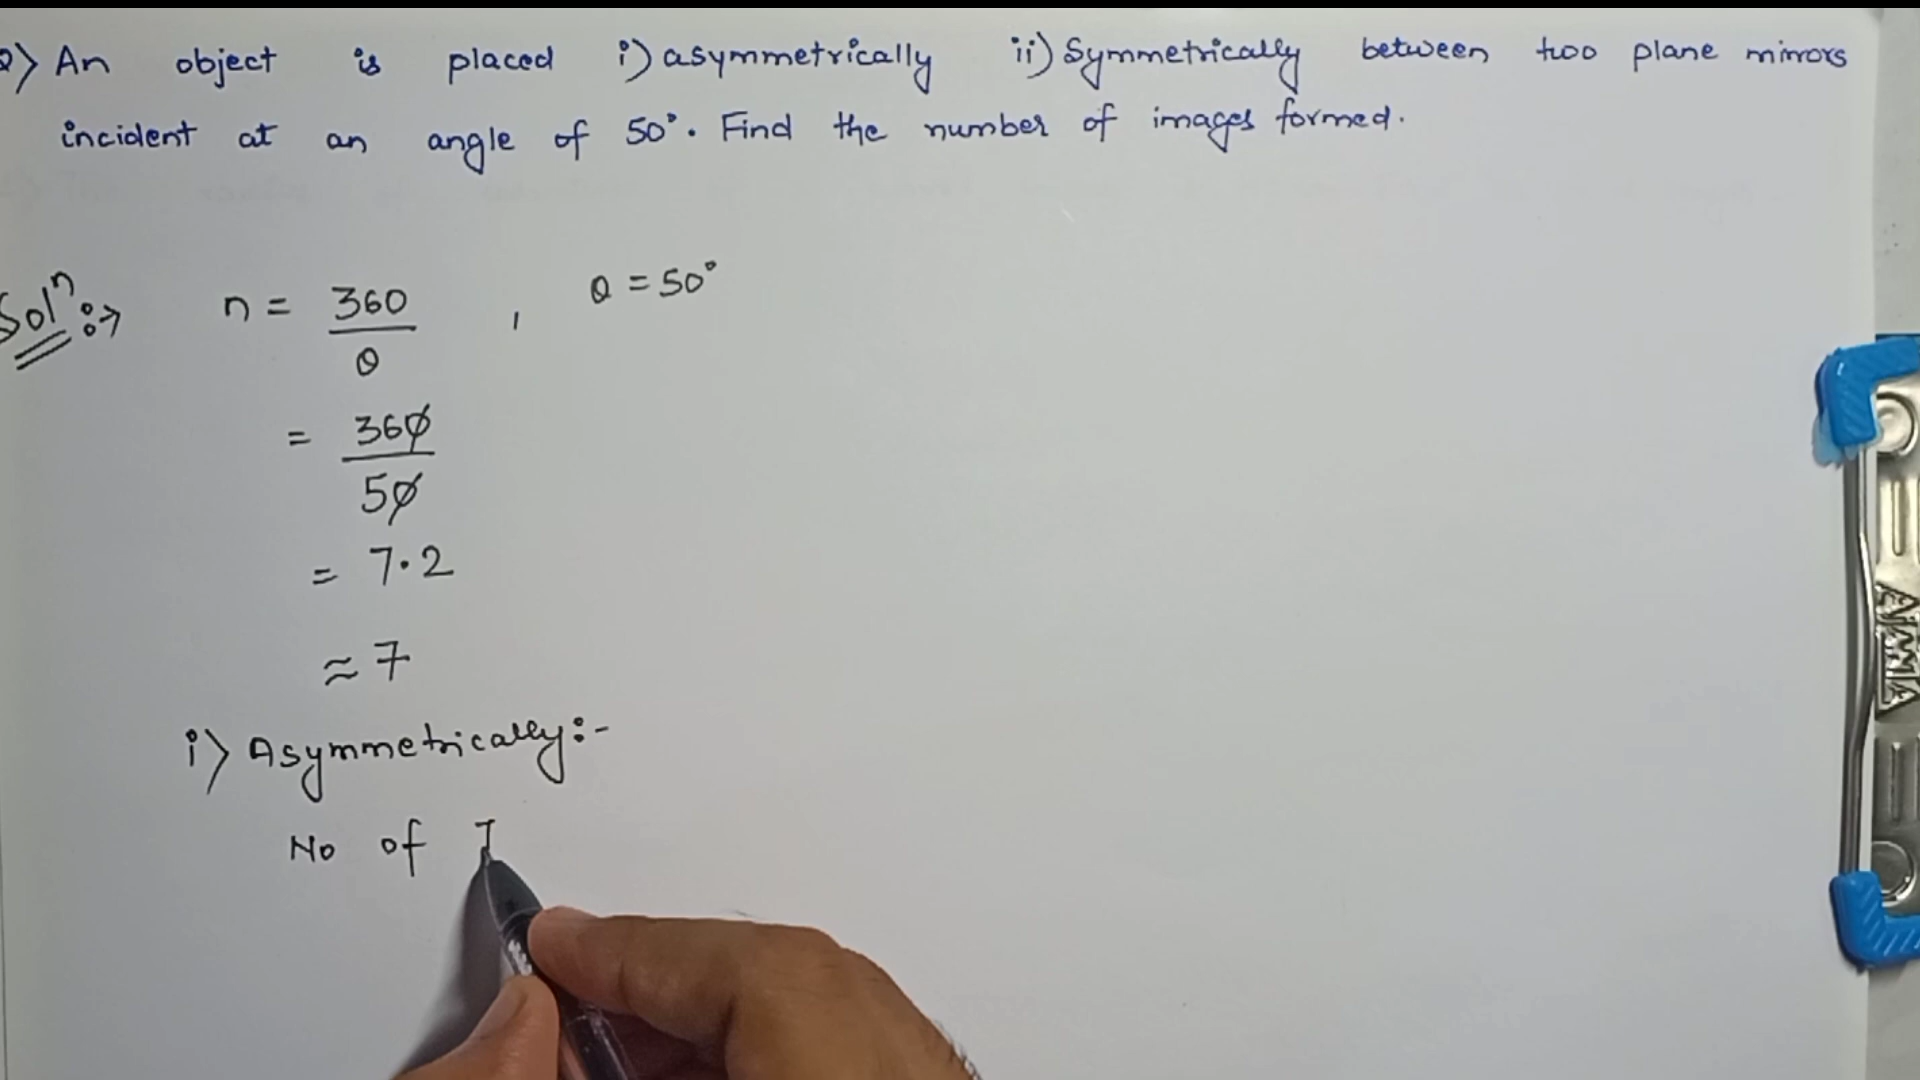 Q) An object is placed i) asymmetrically ii) Symmetrically between two plane mirrors
incident at an angle of 50°. Find the number of images formed.
Solⁿ :→ n = 360/θ , θ = 50°
= 360/50
= 7.2
≈ 7
i) Asymmetrically:-
No of I